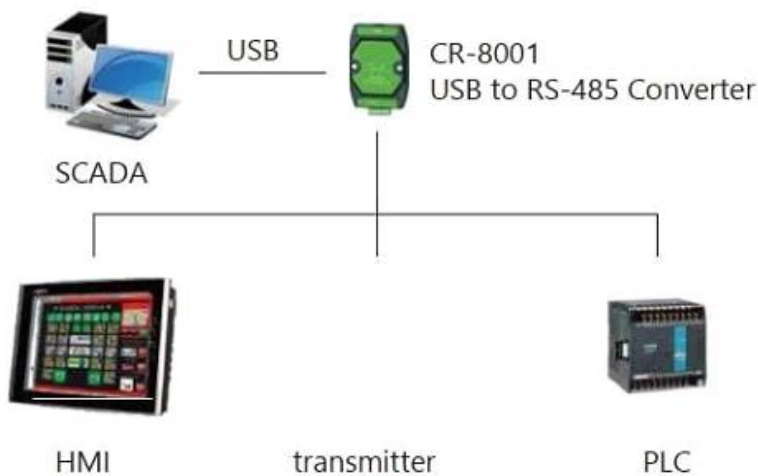 USB
CR-8001
USB to RS-485 Converter
SCADA
HMI
transmitter
PLC